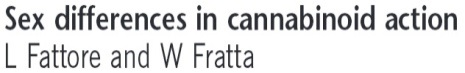 Sex differences in cannabinoid action
L Fattore and W Fratta